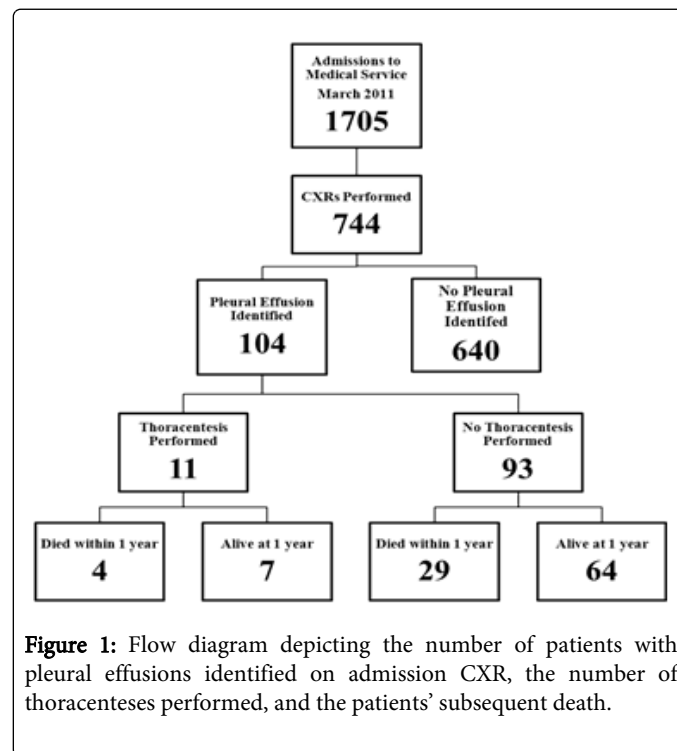 Admissions to
Medical Service
March 2011
1705
CXRs Performed
744
Pleural Effusion
Identified
104
No Pleural
Effusion
Identifed
640
Thoracentesis
Performed
11
No Thoracentesis
Performed
93
Died within 1 year
4
Alive at 1 year
7
Died within 1 year
29
Alive at 1 year
64
Figure 1: Flow diagram depicting the number of patients with
pleural effusions identified on admission CXR, the number of
thoracenteses performed, and the patients' subsequent death.